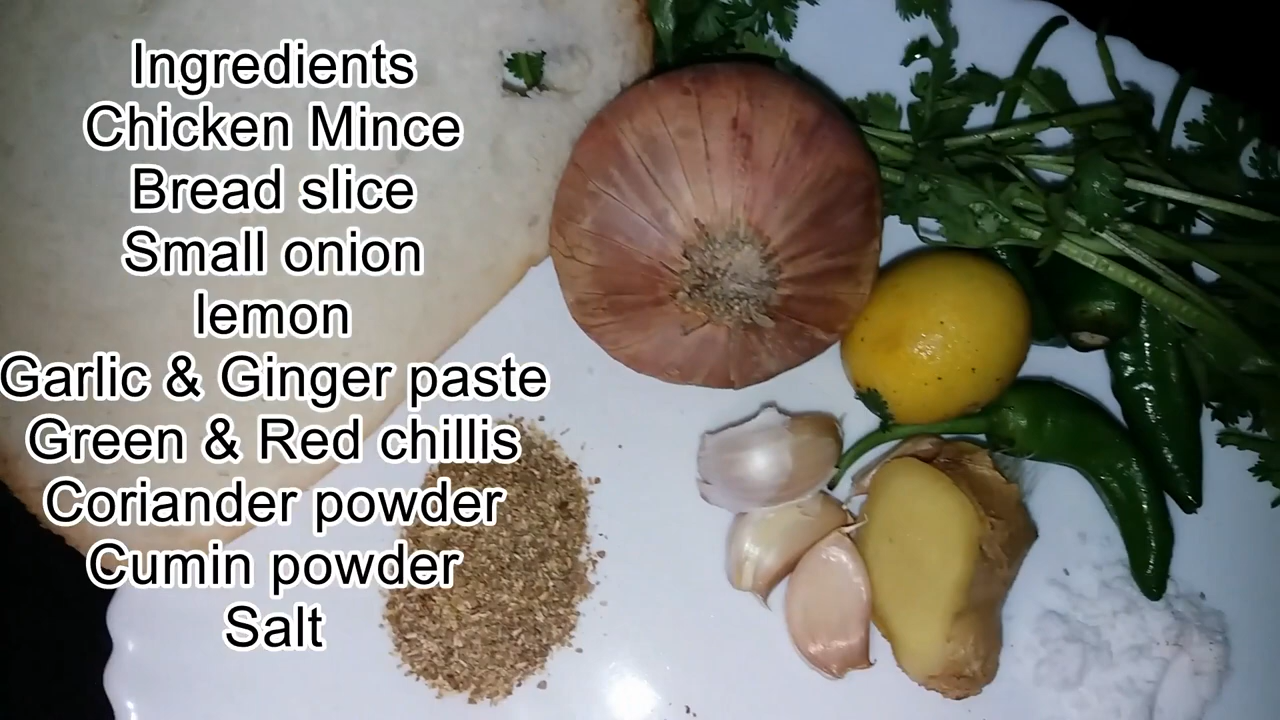 Ingredients
Chicken Mince
Bread slice
Small onion
lemon
Garlic & Ginger paste
Green & Red chillis
Coriander powder
Cumin powder
Salt